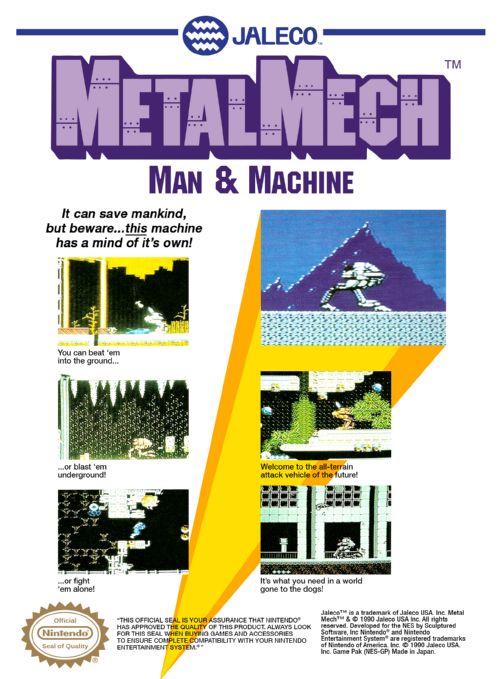 JALECO™
METALMECH™
MAN & MACHINE
It can save mankind,
but beware...this machine
has a mind of it's own!
You can beat 'em
into the ground...
...or blast 'em
underground!
Welcome to the all-terrain
attack vehicle of the future!
...or fight
'em alone!
It's what you need in a world
gone to the dogs!
Official
Nintendo®
Seal of Quality
®
"THIS OFFICIAL SEAL IS YOUR ASSURANCE THAT NINTENDO®
HAS APPROVED THE QUALITY OF THIS PRODUCT. ALWAYS LOOK
FOR THIS SEAL WHEN BUYING GAMES AND ACCESSORIES
TO ENSURE COMPLETE COMPATIBILITY WITH YOUR NINTENDO
ENTERTAINMENT SYSTEM.®"
Jaleco™ is a trademark of Jaleco USA. Inc. Metal
Mech™ & © 1990 Jaleco USA Inc. All rights
reserved. Developed for the NES by Sculptured
Software, Inc Nintendo® and Nintendo
Entertainment System® are registered trademarks
of Nintendo of America. Inc. © 1990 Jaleco USA.
Inc. Game Pak (NES-GP) Made in Japan.